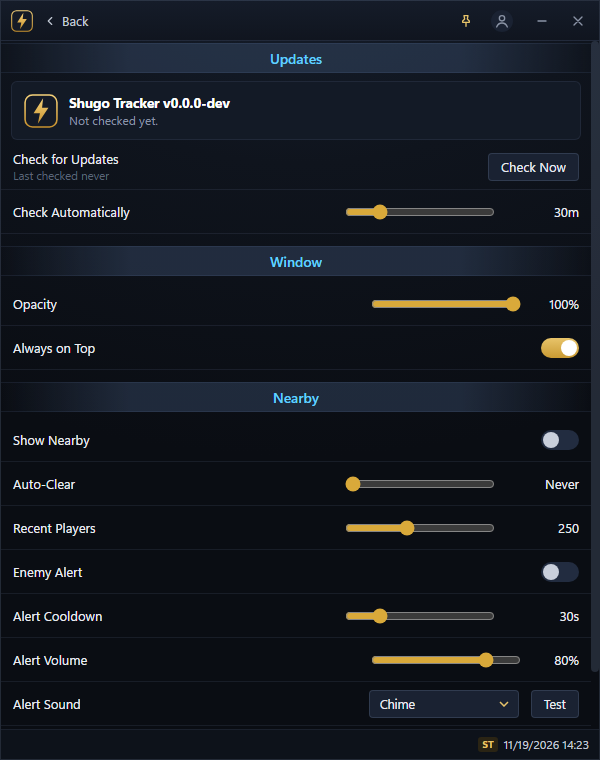 Back
Updates
Shugo Tracker v0.0.0-dev
Not checked yet.
Check for Updates
Last checked never
Check Now
Check Automatically 30m
Window
Opacity 100%
Always on Top
Nearby
Show Nearby
Auto-Clear Never
Recent Players 250
Enemy Alert
Alert Cooldown 30s
Alert Volume 80%
Alert Sound Chime Test
ST 11/19/2026 14:23